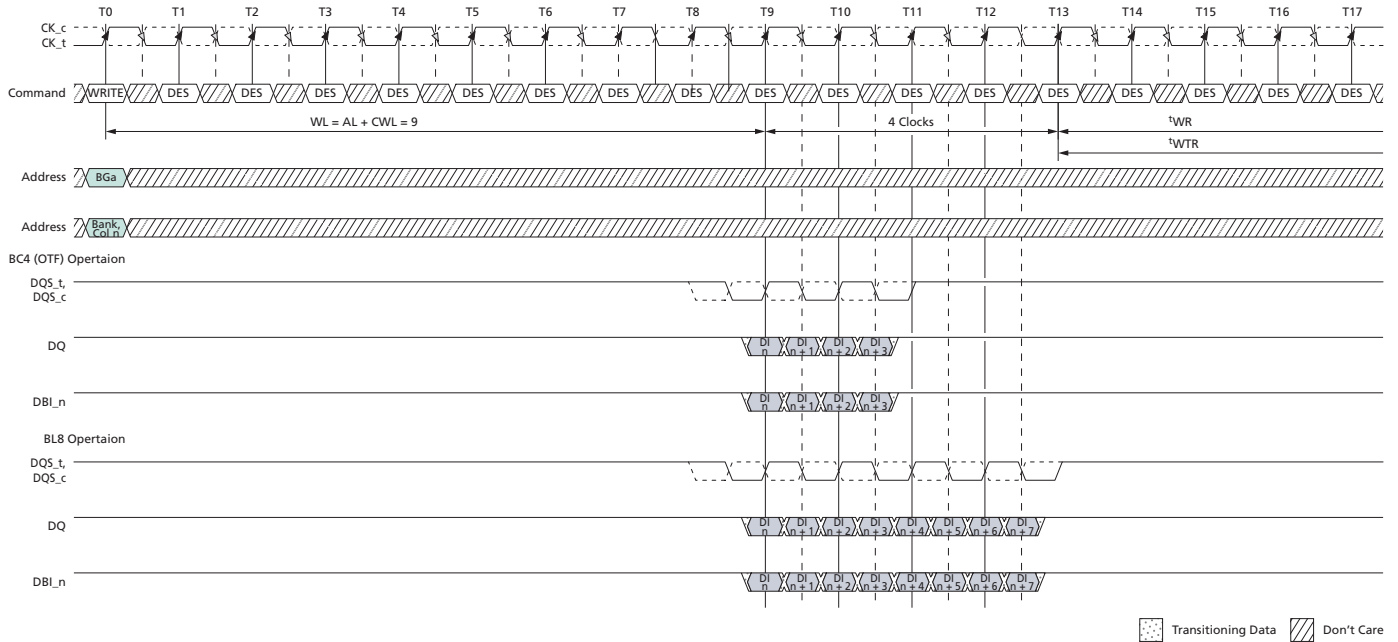 T0 T1 T2 T3 T4 T5 T6 T7 T8 T9 T10 T11 T12 T13 T14 T15 T16 T17
CK_c
CK_t
Command WRITE DES DES DES DES DES DES DES DES DES DES DES DES DES DES DES DES DES
WL = AL + CWL = 9 4 Clocks tWR
tWTR
Address BGa
Address Bank, Col n
BC4 (OTF) Opertaion
DQS_t,
DQS_c
DQ DI n DI n + 1 DI n + 2 DI n + 3
DBI_n DI n DI n + 1 DI n + 2 DI n + 3
BL8 Opertaion
DQS_t,
DQS_c
DQ DI n DI n + 1 DI n + 2 DI n + 3 DI n + 4 DI n + 5 DI n + 6 DI n + 7
DBI_n DI n DI n + 1 DI n + 2 DI n + 3 DI n + 4 DI n + 5 DI n + 6 DI n + 7
Transitioning Data Don't Care